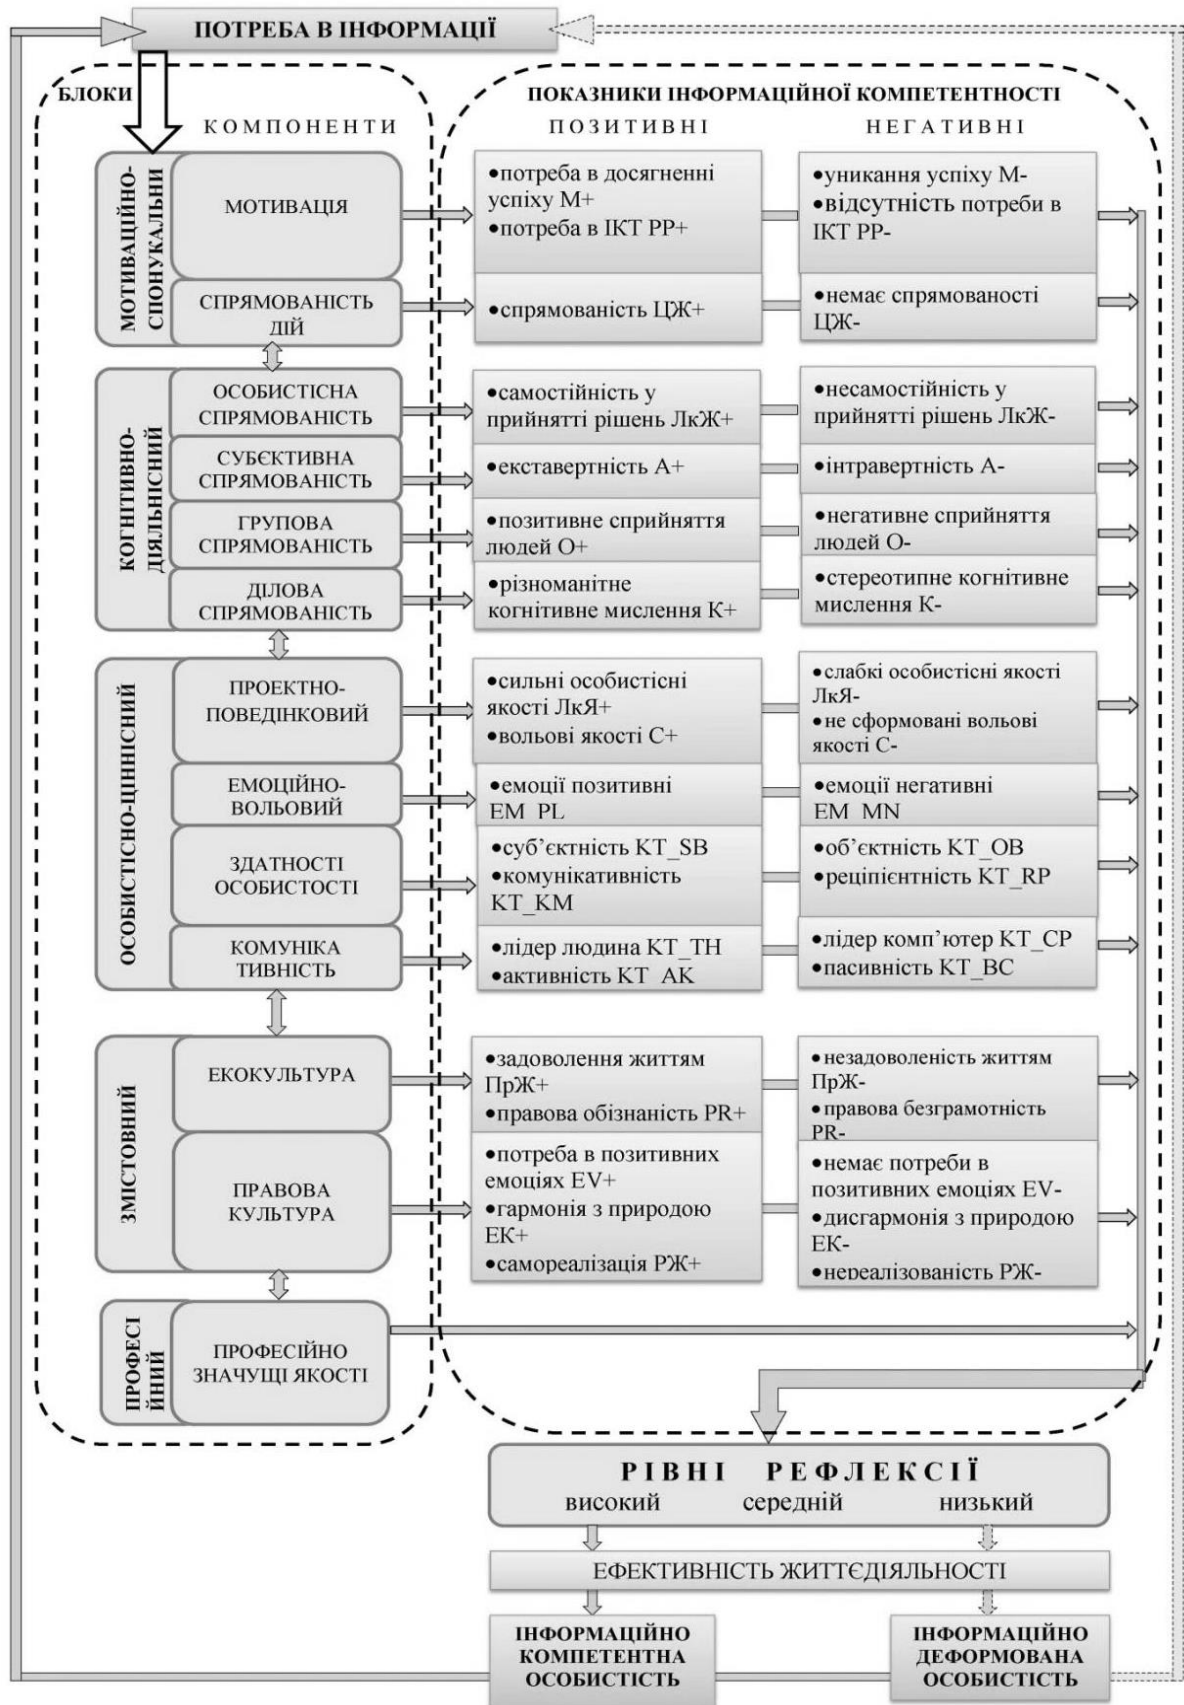 ПОТРЕБА В ІНФОРМАЦІЇ
БЛОКИ
КОМПОНЕНТИ
ПОКАЗНИКИ ІНФОРМАЦІЙНОЇ КОМПЕТЕНТНОСТІ
ПОЗИТИВНІ
НЕГАТИВНІ
МОТИВАЦІЙНО-
СПОНУКАЛЬНИ
МОТИВАЦІЯ
•потреба в досягненні
успіху М+
•потреба в ІКТ РР+
•уникання успіху М-
•відсутність потреби в
ІКТ РР-
СПРЯМОВАНІСТЬ
ДІЙ
•спрямованість ЦЖ+
•немає спрямованості
ЦЖ-
КОГНІТИВНО-
ДІЯЛЬНІСНИЙ
ОСОБИСТІСНА
СПРЯМОВАНІСТЬ
•самостійність у
прийнятті рішень ЛкЖ+
•несамостійність у
прийнятті рішень ЛкЖ-
СУБЄКТИВНА
СПРЯМОВАНІСТЬ
•екставертність А+
•інтравертність А-
ГРУПОВА
СПРЯМОВАНІСТЬ
•позитивне сприйняття
людей О+
•негативне сприйняття
людей О-
ДІЛОВА
СПРЯМОВАНІСТЬ
•різноманітне
когнітивне мислення К+
•стереотипне когнітивне
мислення К-
ОСОБИСТІСНО-ЦІННІСНИЙ
ПРОЕКТНО-
ПОВЕДІНКОВИЙ
•сильні особистісні
якості ЛкЯ+
•вольові якості С+
•слабкі особистісні якості
ЛкЯ-
•не сформовані вольові
якості С-
ЕМОЦІЙНО-
ВОЛЬОВИЙ
•емоції позитивні
EM_PL
•емоції негативні
EM_MN
ЗДАТНОСТІ
ОСОБИСТОСТІ
•суб’єктність KT_SB
•комунікативність
KT_KM
•об’єктність KT_OB
•реціпієнтність KT_RP
КОМУНІКА
ТИВНІСТЬ
•лідер людина KT_TH
•активність KT_AK
•лідер комп’ютер KT_CP
•пасивність KT_BC
ЗМІСТОВНИЙ
ЕКОКУЛЬТУРА
•задоволення життям
ПрЖ+
•правова обізнаність PR+
•незадоволеність життям
ПрЖ-
•правова безграмотність
PR-
ПРАВОВА
КУЛЬТУРА
•потреба в позитивних
емоціях EV+
•гармонія з природою
ЕК+
•самореалізація РЖ+
•немає потреби в
позитивних емоціях EV-
•дисгармонія з природою
ЕК-
•нереалізованість РЖ-
ПРОФЕСІ
ЙНИЙ
ПРОФЕСІЙНО
ЗНАЧУЩІ ЯКОСТІ
РІВНІ РЕФЛЕКСІЇ
високий середній низький
ЕФЕКТИВНІСТЬ ЖИТТЄДІЯЛЬНОСТІ
ІНФОРМАЦІЙНО
КОМПЕТЕНТНА
ОСОБИСТІСТЬ
ІНФОРМАЦІЙНО
ДЕФОРМОВАНА
ОСОБИСТІСТЬ